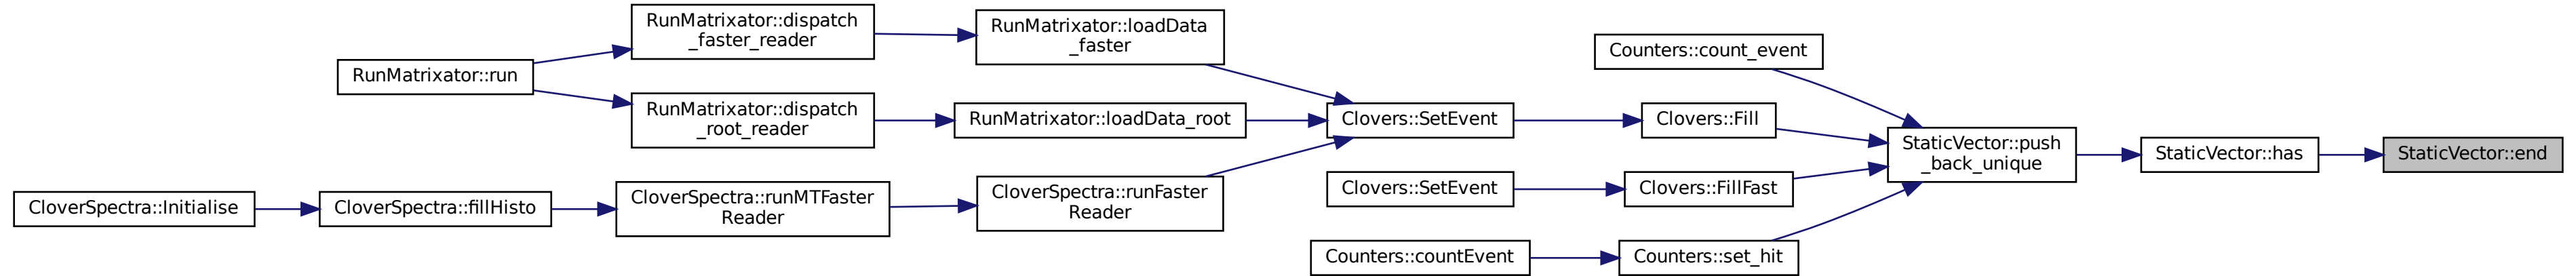 RunMatrixator::run
RunMatrixator::dispatch
_faster_reader
RunMatrixator::dispatch
_root_reader
RunMatrixator::loadData
_faster
RunMatrixator::loadData_root
CloverSpectra::Initialise
CloverSpectra::fillHisto
CloverSpectra::runMTFaster
Reader
CloverSpectra::runFaster
Reader
Clovers::SetEvent
Clovers::SetEvent
Counters::countEvent
Counters::count_event
Clovers::Fill
Clovers::FillFast
Counters::set_hit
StaticVector::push
_back_unique
StaticVector::has
StaticVector::end